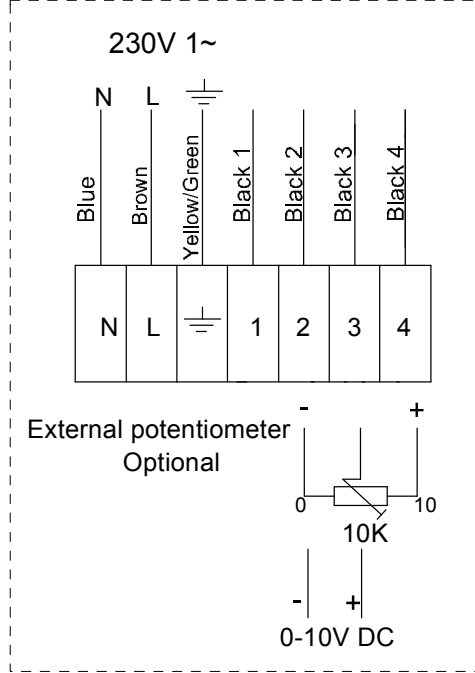 230V 1~
N L
Blue Brown Yellow/Green Black 1 Black 2 Black 3 Black 4
N L 1 2 3 4
- +
External potentiometer
Optional
0 10
10K
- +
0-10V DC